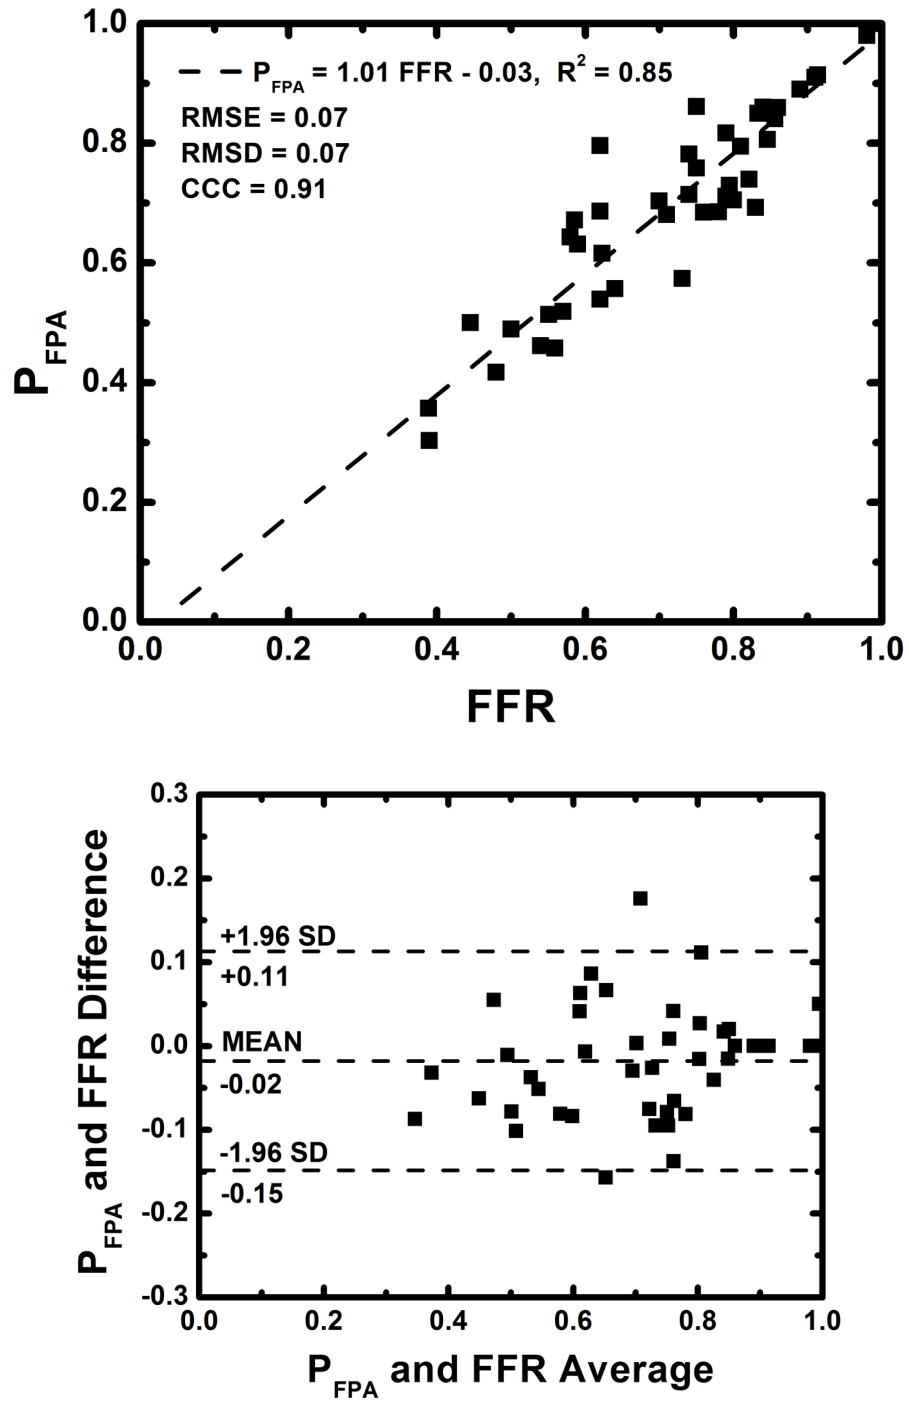 1.0
0.8
0.6
0.4
0.2
0.0
P_FPA
P_FPA = 1.01 FFR - 0.03, R² = 0.85
RMSE = 0.07
RMSD = 0.07
CCC = 0.91
0.0 0.2 0.4 0.6 0.8 1.0
FFR
0.3
0.2
0.1
0.0
-0.1
-0.2
-0.3
P_FPA and FFR Difference
+1.96 SD
+0.11
MEAN
-0.02
-1.96 SD
-0.15
0.0 0.2 0.4 0.6 0.8 1.0
P_FPA and FFR Average